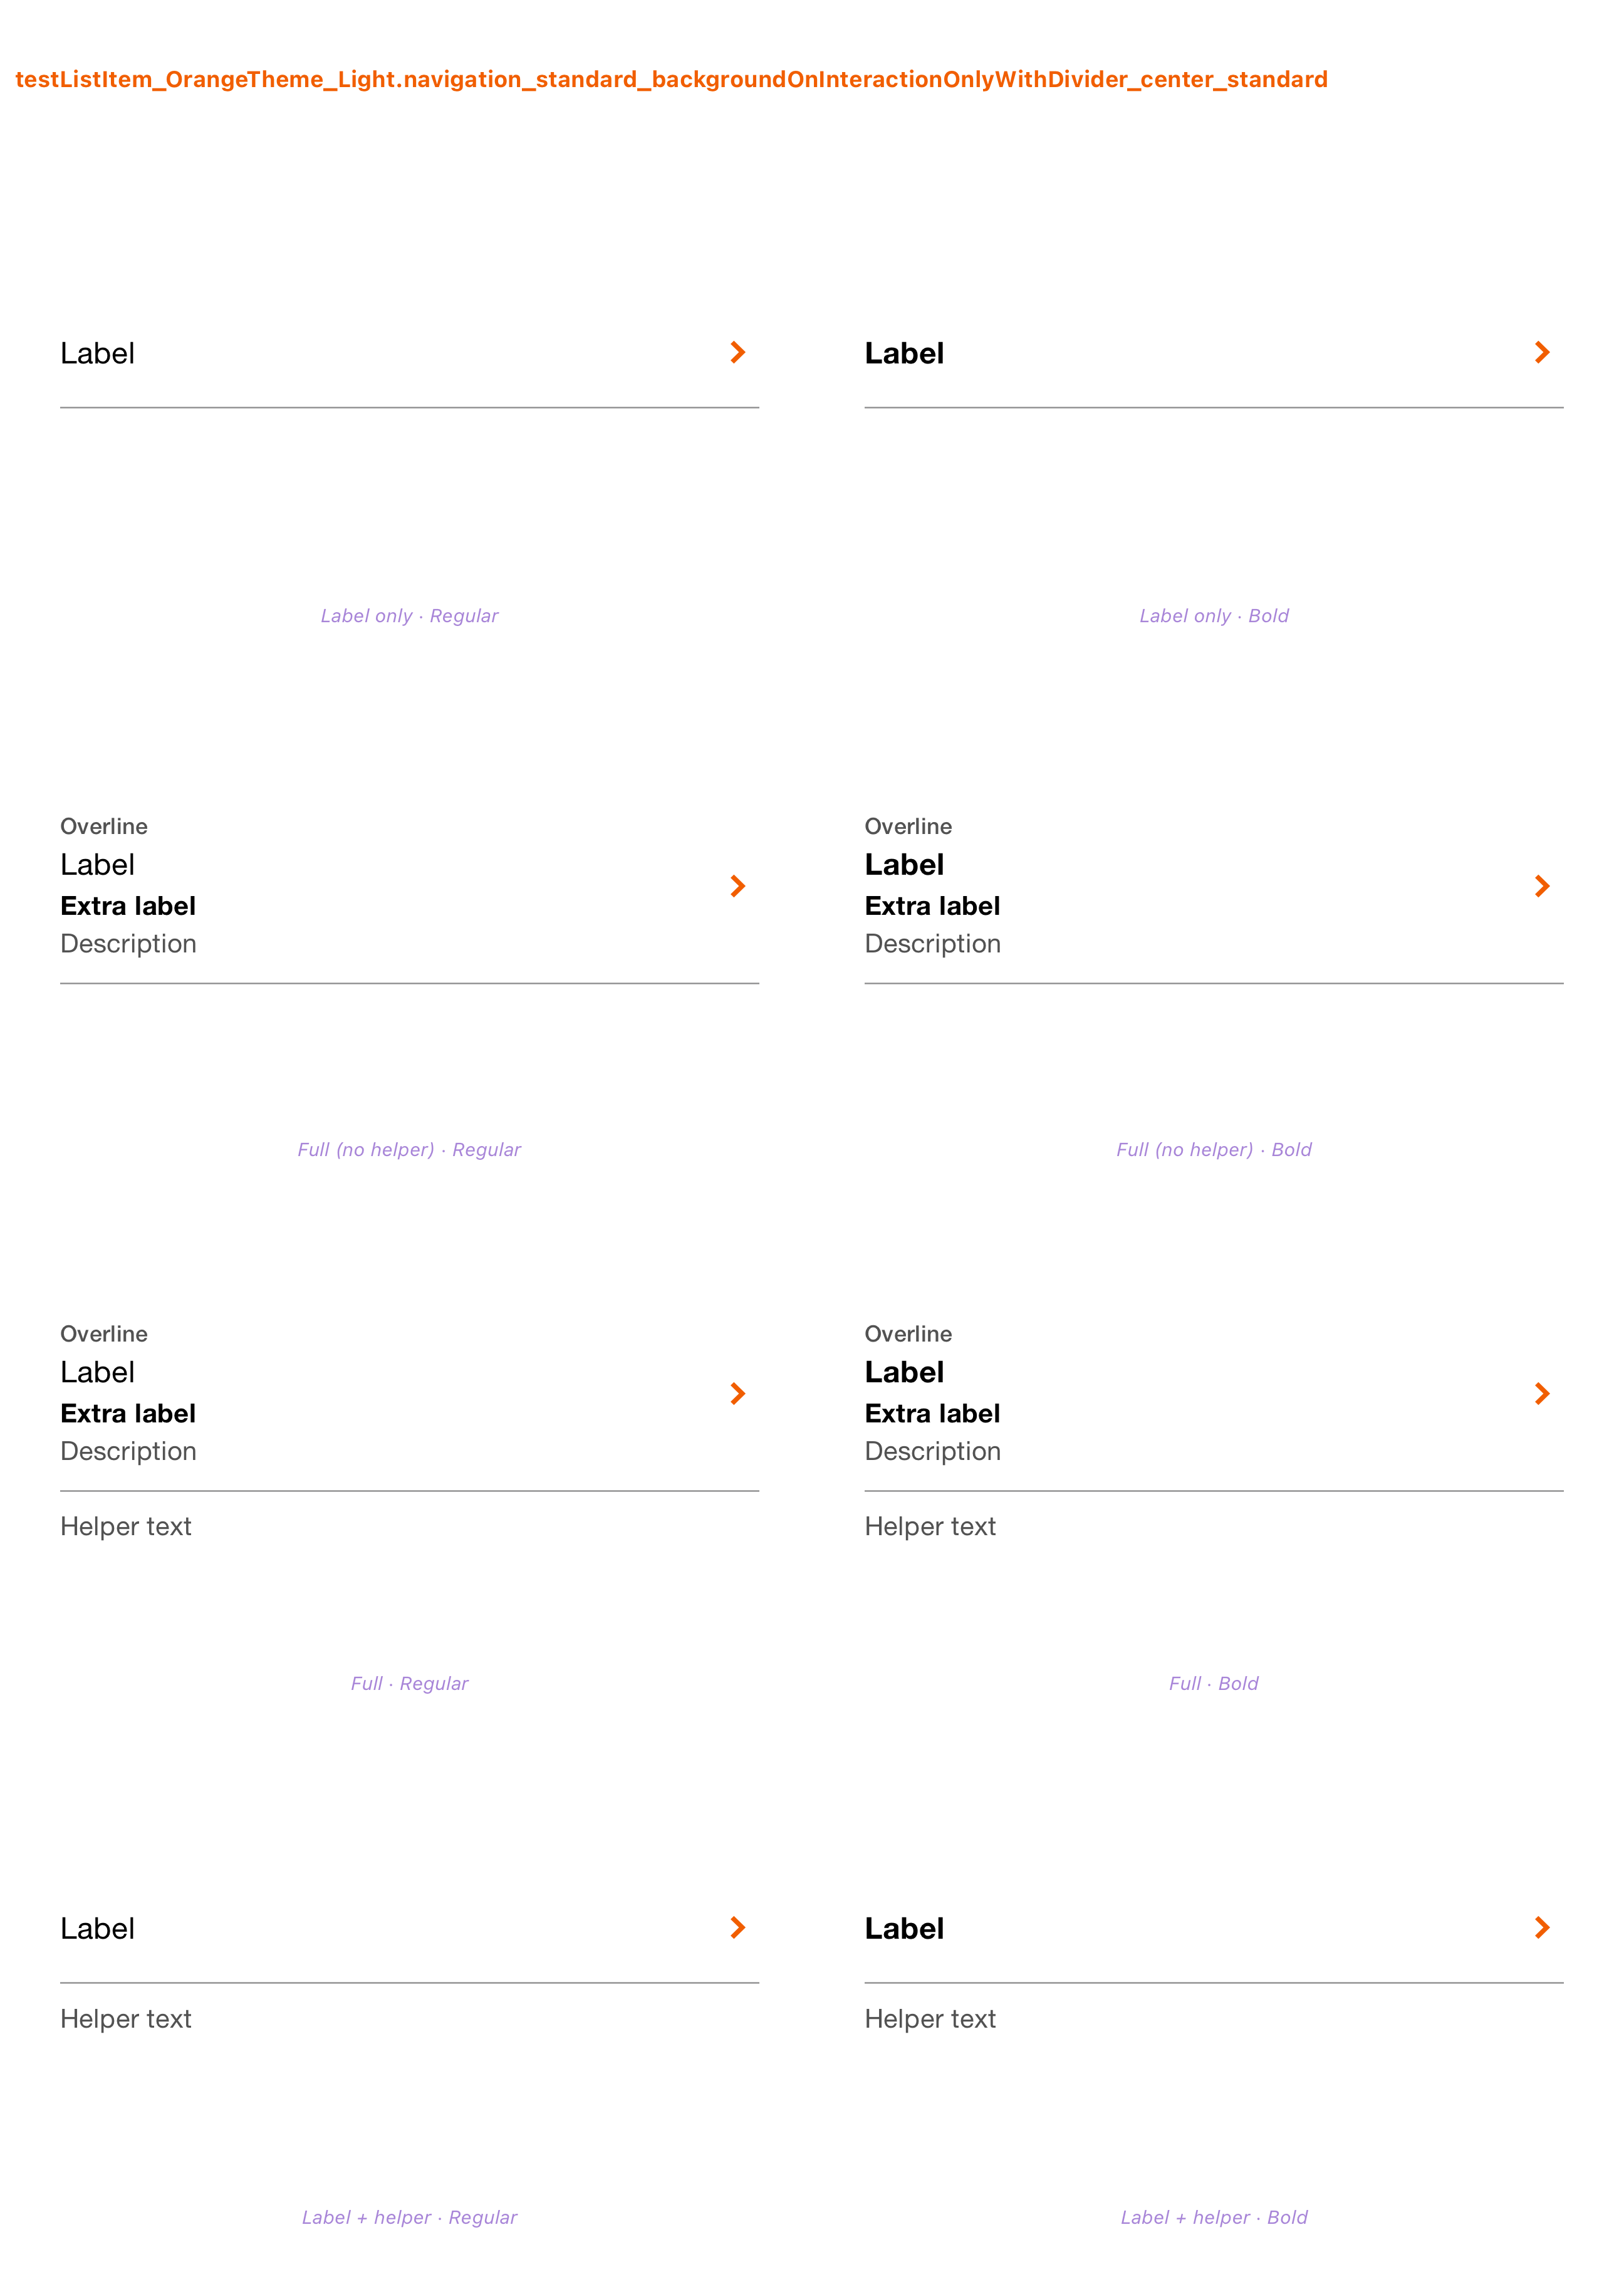 testListItem_OrangeTheme_Light.navigation_standard_backgroundOnInteractionOnlyWithDivider_center_standard
Label
Label
Label only · Regular
Label only · Bold
Overline
Label
Extra label
Description
Overline
Label
Extra label
Description
Full (no helper) · Regular
Full (no helper) · Bold
Overline
Label
Extra label
Description
Helper text
Overline
Label
Extra label
Description
Helper text
Full · Regular
Full · Bold
Label
Helper text
Label
Helper text
Label + helper · Regular
Label + helper · Bold